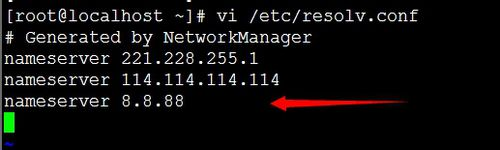 [root@localhost ~]# vi /etc/resolv.conf
# Generated by NetworkManager
nameserver 221.228.255.1
nameserver 114.114.114.114
nameserver 8.8.88
~